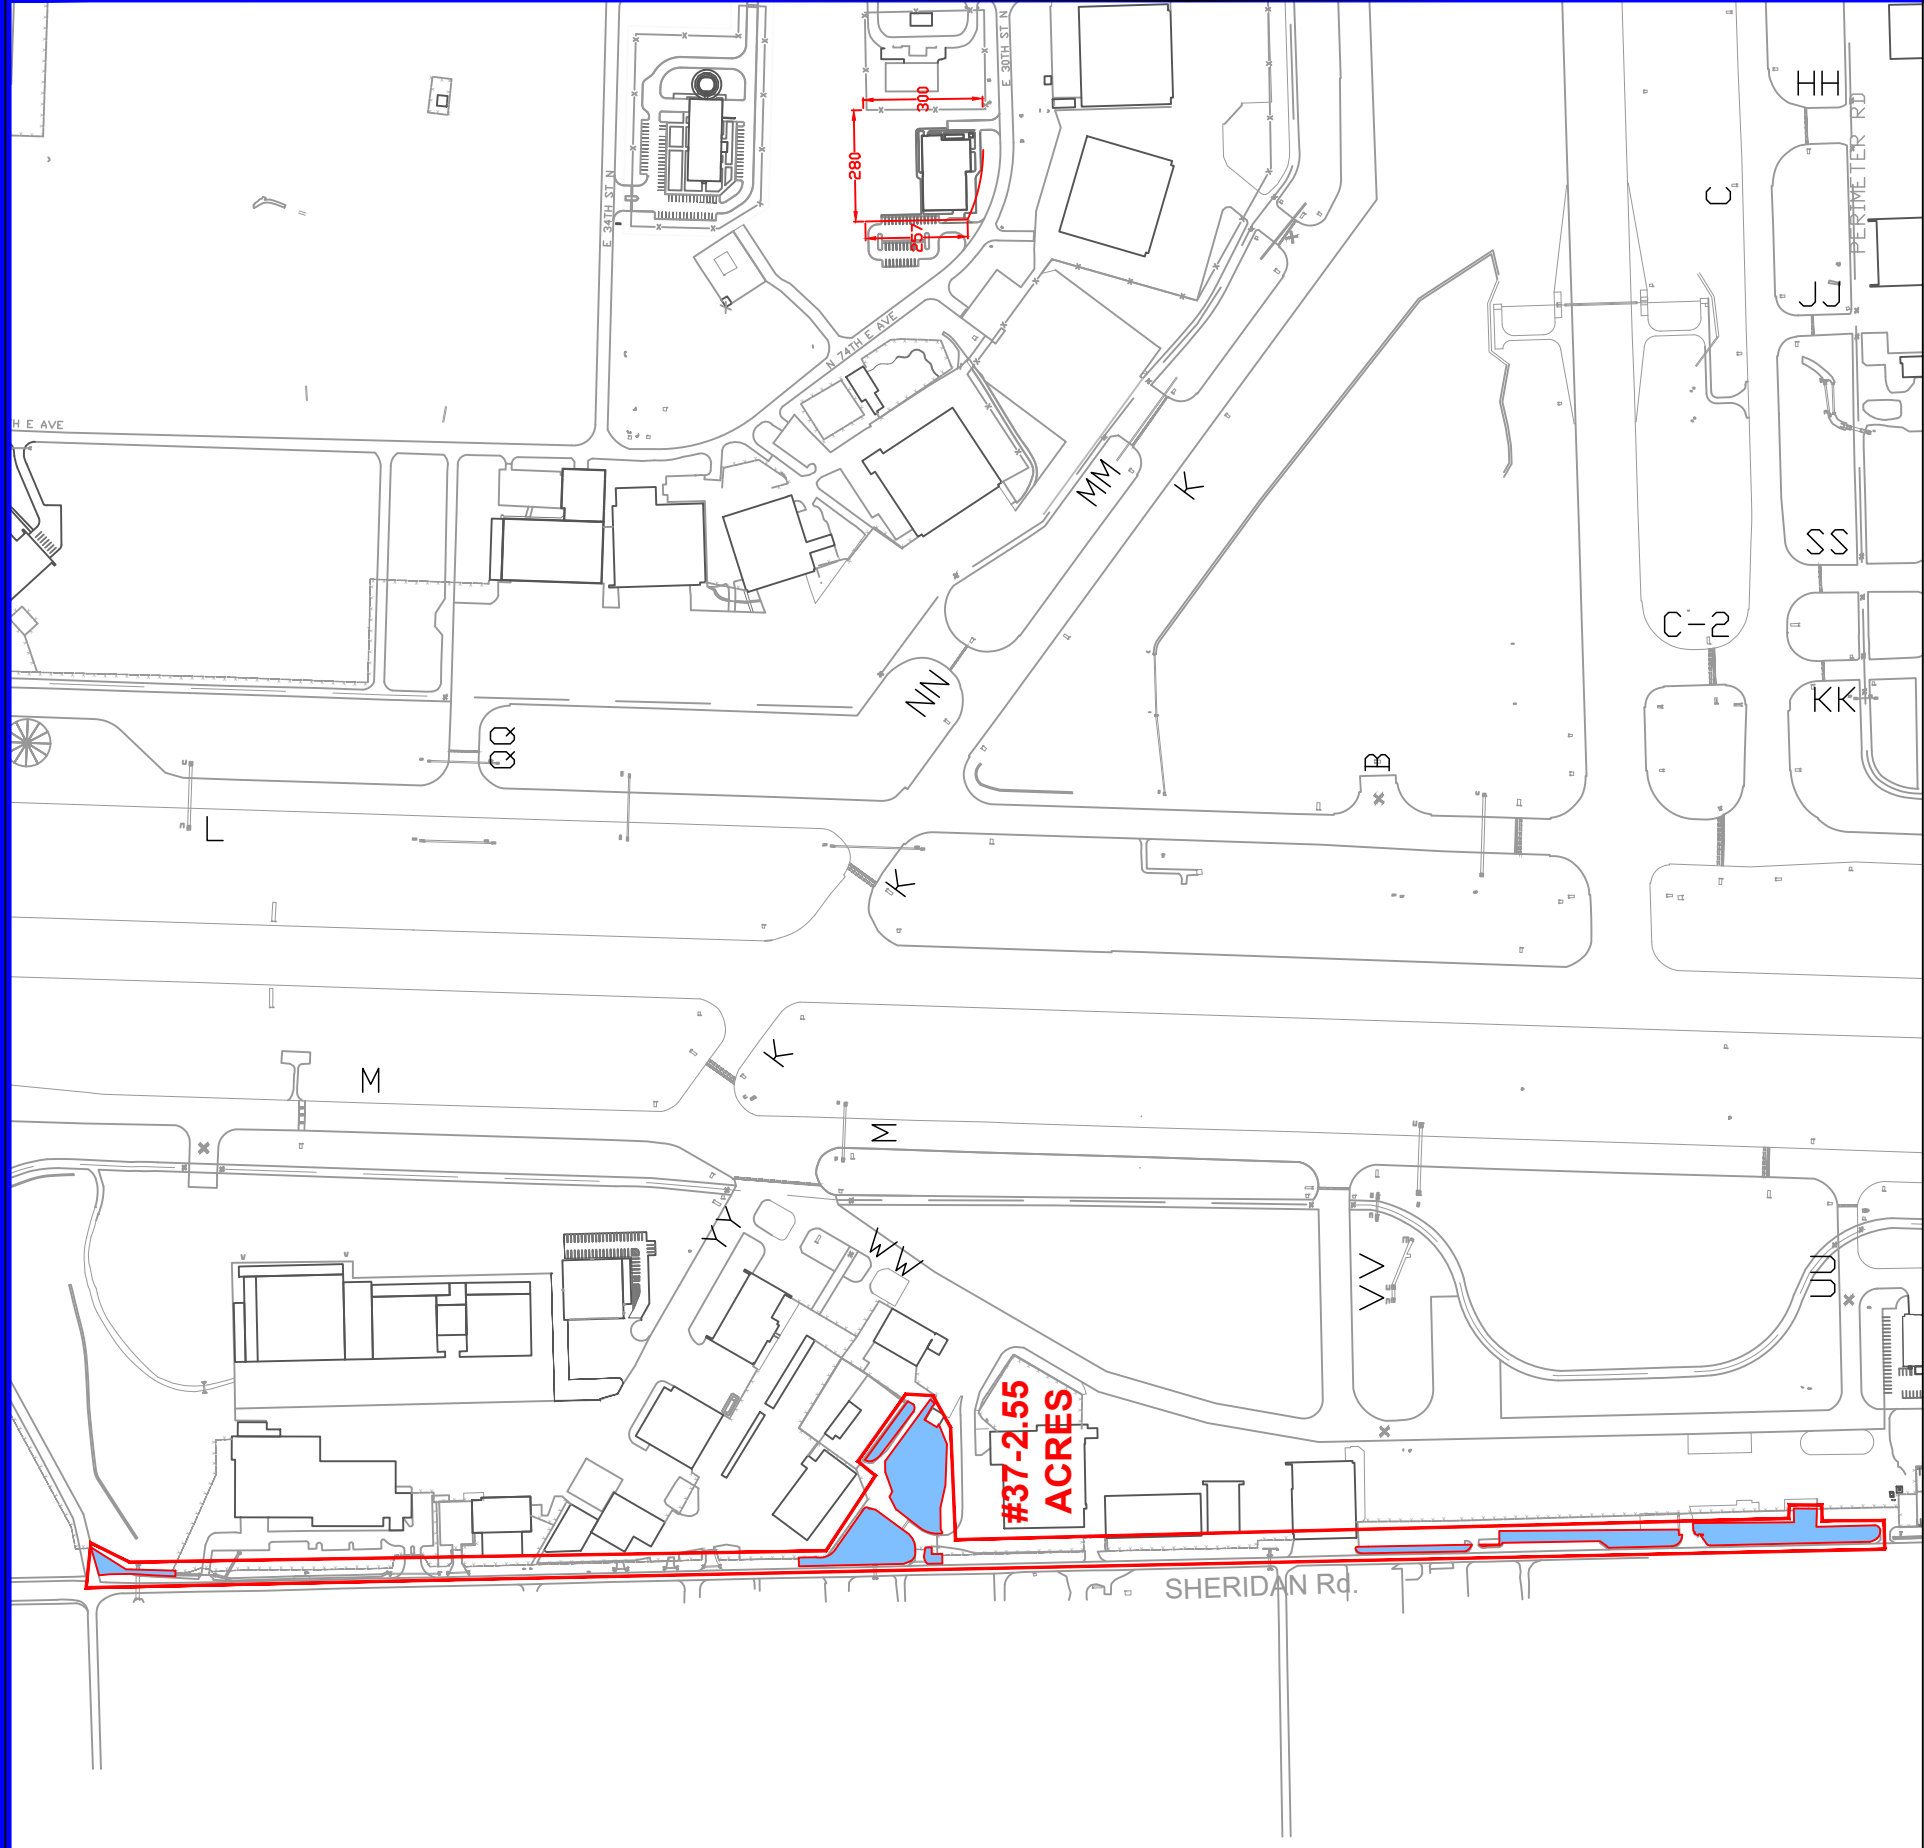 E 30TH ST N
300
280
257
E 34TH ST N
HH
PERIMETER RD
C
JJ
N 74TH E AVE
H E AVE
MM
K
SS
C-2
KK
NN
QQ
B
L
K
K
M
M
YY
WW
VV
UU
#37-2.55
ACRES
SHERIDAN Rd.